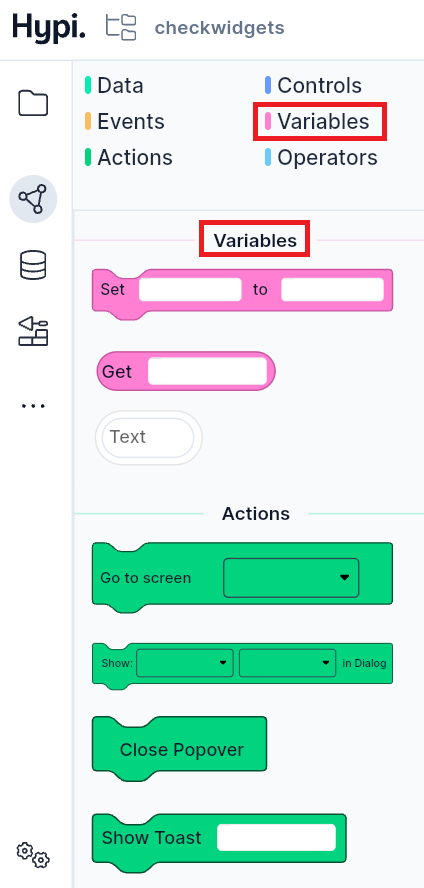 Hypi. checkwidgets
Data Controls
Events Variables
Actions Operators
Variables
Set to
Get
Text
Actions
Go to screen
Show: in Dialog
Close Popover
Show Toast